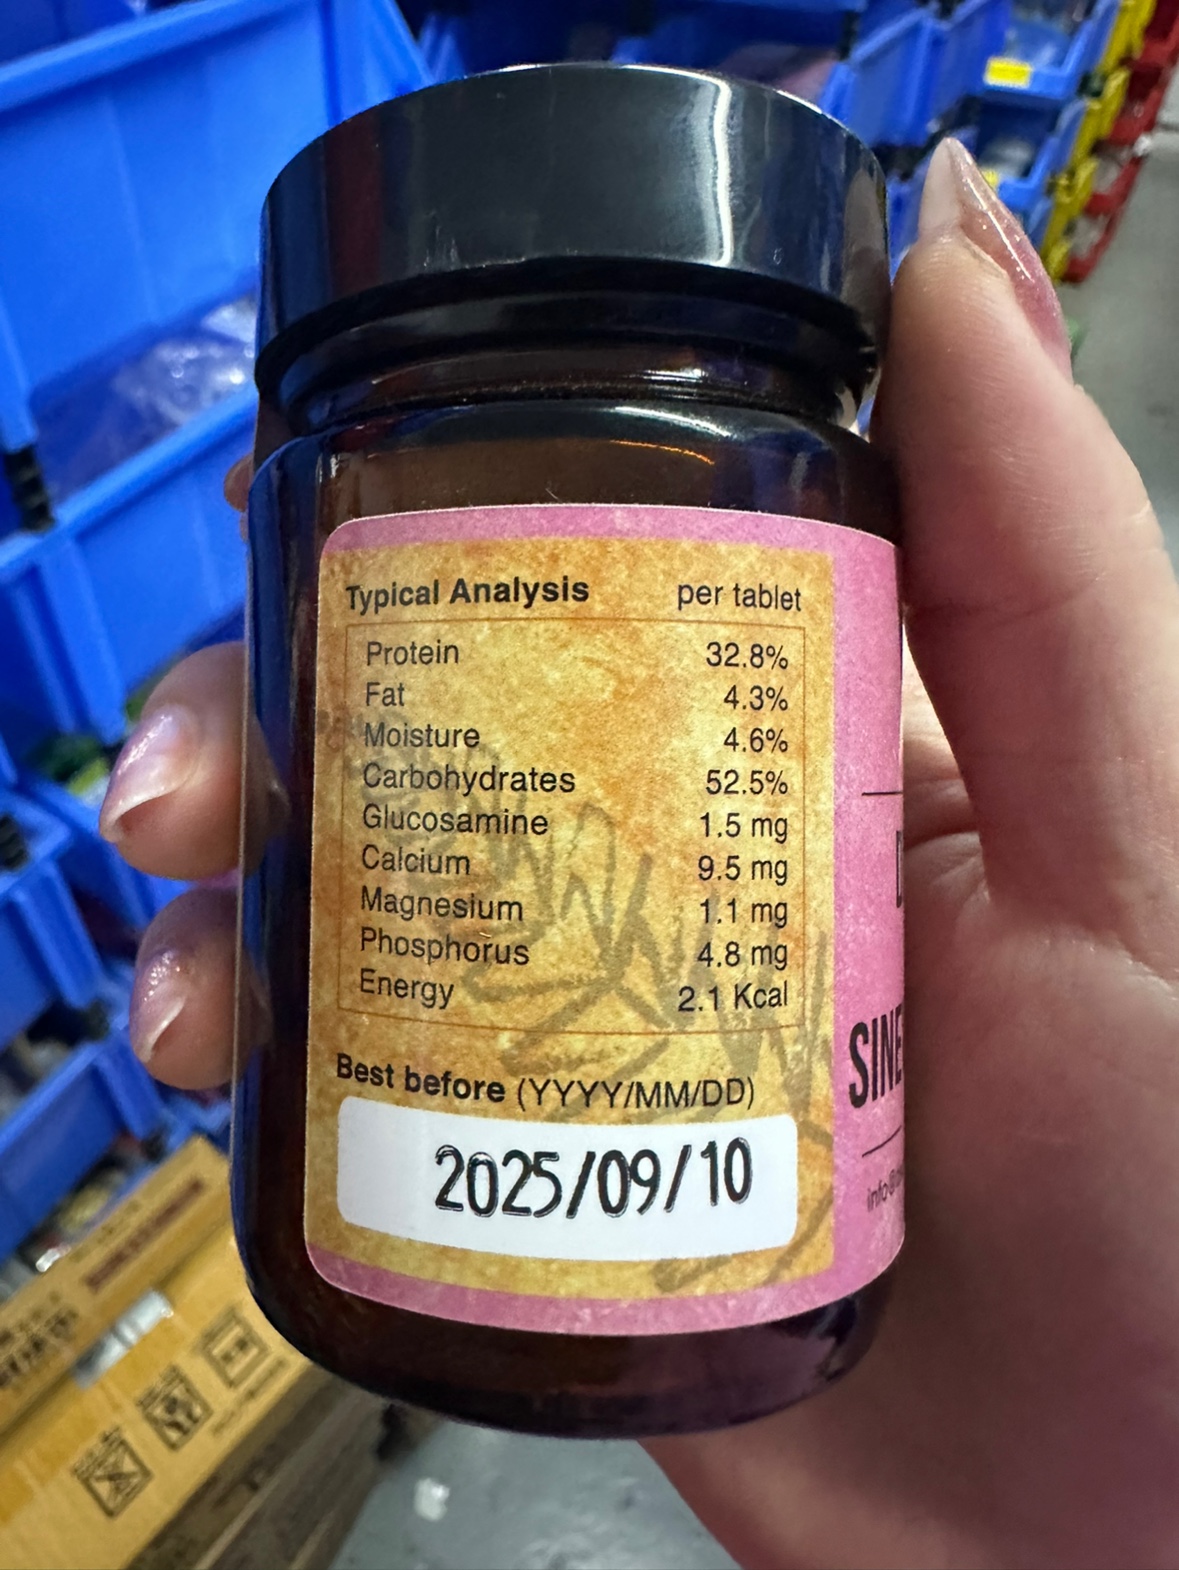 Typical Analysis per tablet
Protein 32.8%
Fat 4.3%
Moisture 4.6%
Carbohydrates 52.5%
Glucosamine 1.5 mg
Calcium 9.5 mg
Magnesium 1.1 mg
Phosphorus 4.8 mg
Energy 2.1 Kcal
Best before (YYYY/MM/DD)
2025/09/10
SINE
info@